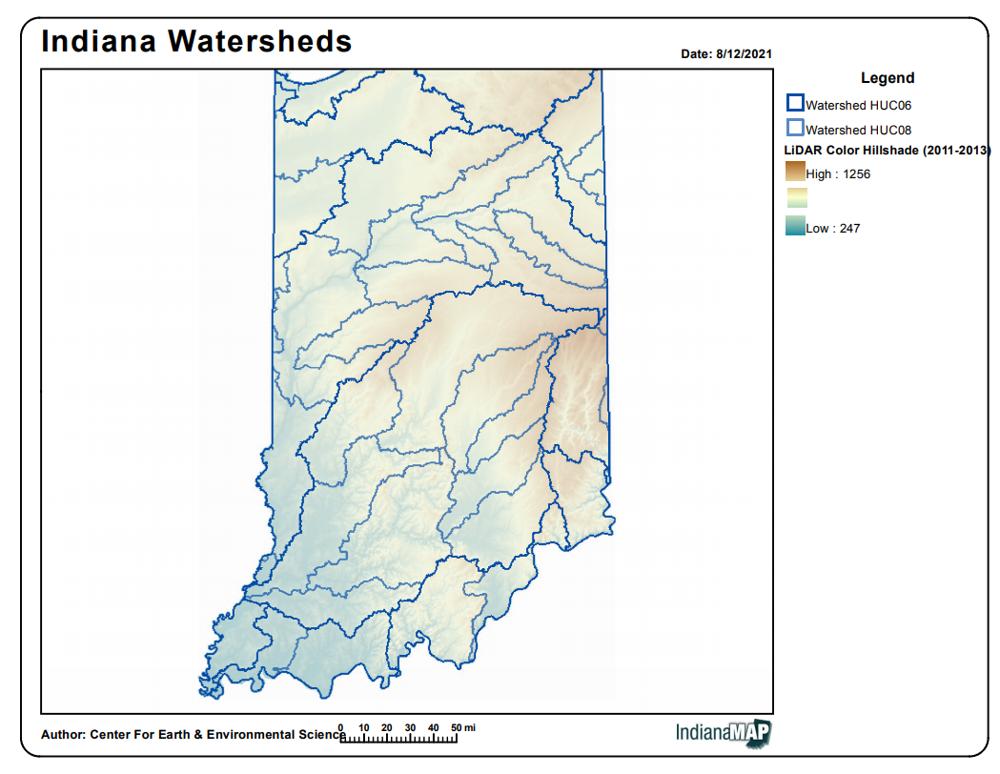 Indiana Watersheds
Date: 8/12/2021
Legend
Watershed HUC06
Watershed HUC08
LiDAR Color Hillshade (2011-2013)
High : 1256
Low : 247
Author: Center For Earth & Environmental Science
0 10 20 30 40 50 mi
IndianaMAP